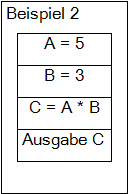 Beispiel 2
A = 5
B = 3
C = A * B
Ausgabe C